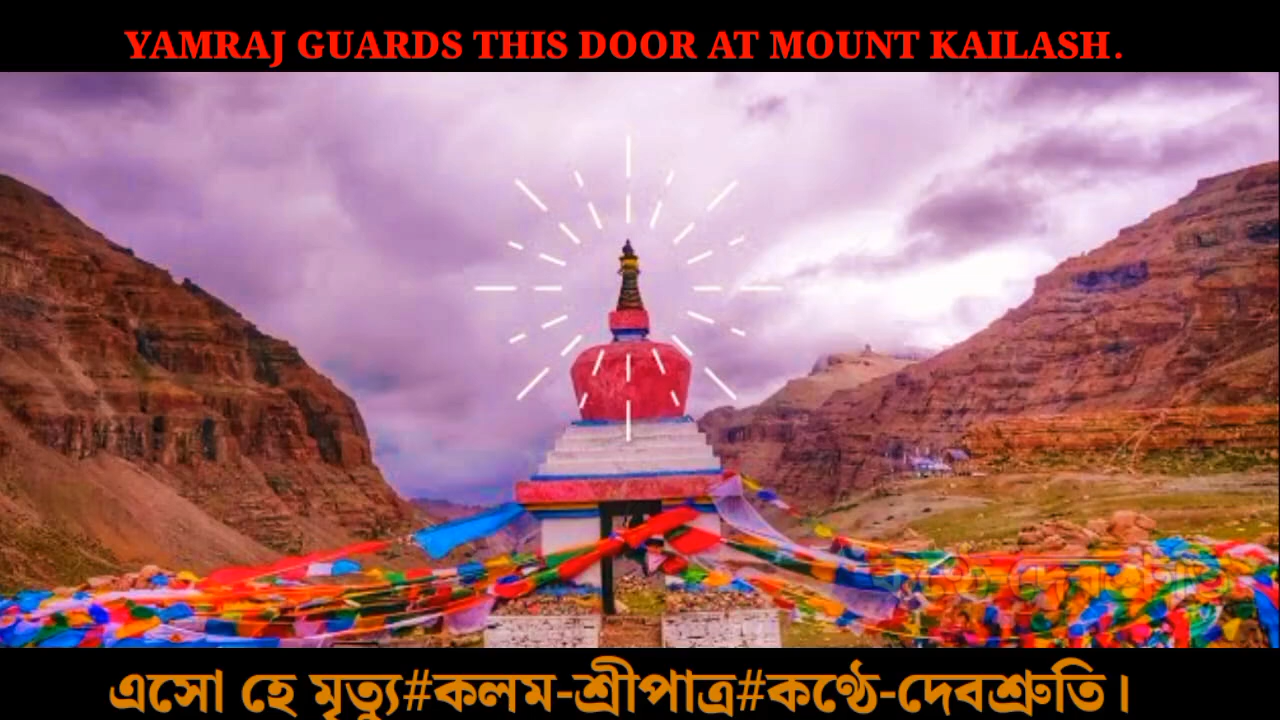 YAMRAJ GUARDS THIS DOOR AT MOUNT KAILASH.
এসো হে মৃত্যু#কলম-শ্রীপাত্র#কণ্ঠে-দেবশ্রুতি।